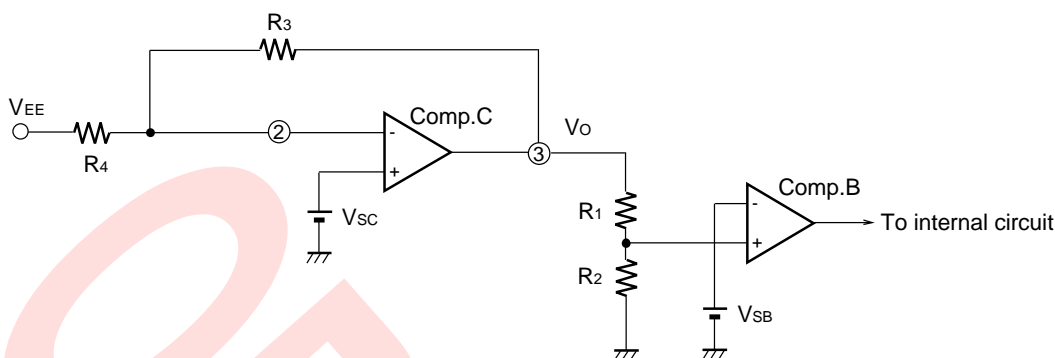 R3
VEE
Comp.C
2
-
3
VO
R4
+
Comp.B
VSC
R1
-
To internal circuit
+
R2
VSB